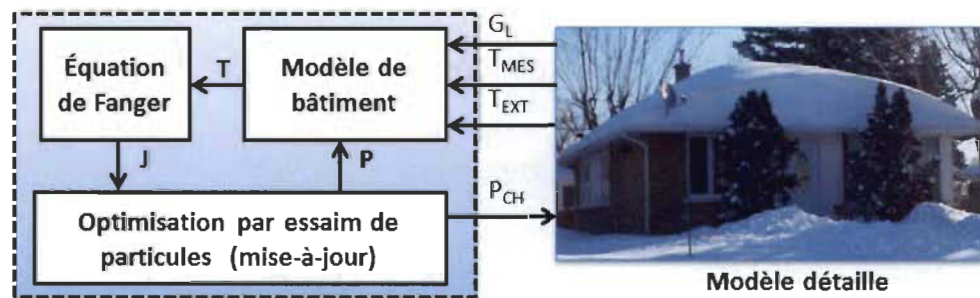 Équation
de Fanger
T
Modèle de
bâtiment
G_L
T_MES
T_EXT
J
P
Optimisation par essaim de
particules (mise-à-jour)
P_CH
Modèle détaille